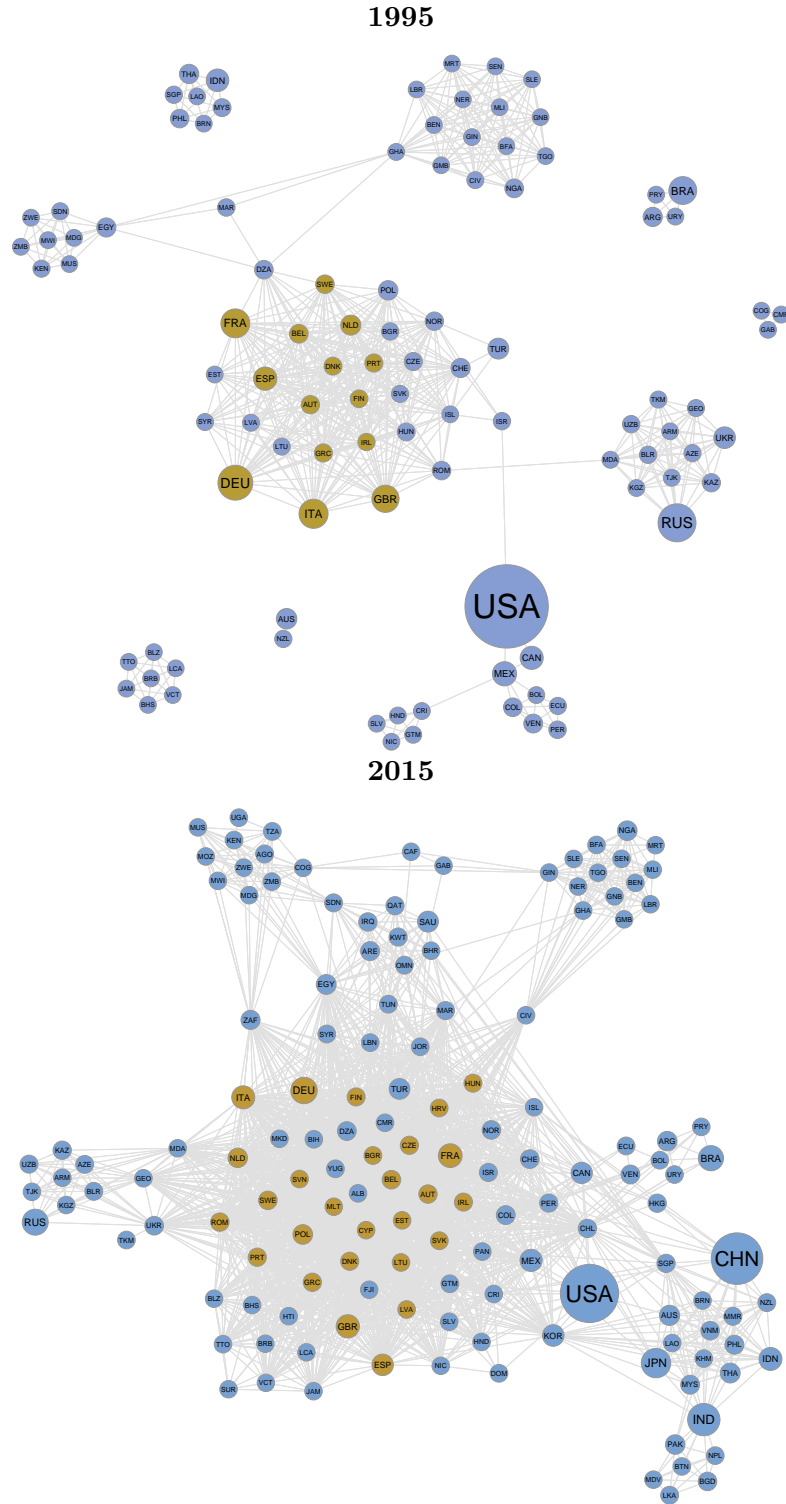 1995
THA
IDN
SGP
LAO
MYS
PHL
BRN
MRT
SEN
SLE
LBR
NER
MLI
GNB
BEN
GIN
BFA
GHA
GMB
TGO
CIV
NGA
PRY
BRA
ARG
URY
ZWE
SDN
EGY
MAR
ZMB
MWI
MDG
KEN
MUS
DZA
SWE
POL
FRA
BEL
NLD
BGR
NOR
TUR
COG
CMR
GAB
DNK
PRT
CZE
CHE
EST
ESP
AUT
FIN
SVK
SYR
LVA
ISL
ISR
LTU
GRC
IRL
HUN
ROM
DEU
ITA
GBR
TKM
GEO
UZB
ARM
UKR
MDA
BLR
AZE
KGZ
TJK
KAZ
RUS
USA
AUS
NZL
TTO
BLZ
LCA
BRB
JAM
VCT
BHS
CAN
MEX
BOL
COL
ECU
VEN
PER
SLV
HND
CRI
NIC
GTM
2015
MUS
UGA
TZA
KEN
MOZ
AGO
ZWE
COG
MWI
ZMB
MDG
CAF
GAB
SDN
NGA
BFA
MRT
SLE
SEN
GIN
TGO
MLI
NER
BEN
GNB
GHA
LBR
GMB
QAT
IRQ
SAU
KWT
ARE
BHR
OMN
EGY
ZAF
TUN
MAR
CIV
SYR
LBN
JOR
ITA
DEU
FIN
TUR
HUN
HRV
ISL
MKD
BIH
DZA
CMR
NOR
CZE
BGR
FRA
CHE
NLD
YUG
BEL
ISR
CAN
SVN
ALB
AUT
IRL
PER
SWE
MLT
COL
ROM
CYP
EST
CHL
POL
SVK
PAN
PRT
DNK
LTU
MEX
GRC
FJI
GTM
CRI
USA
KAZ
MDA
UZB
AZE
ARM
GEO
TJK
BLR
KGZ
RUS
UKR
TKM
PRY
ECU
ARG
BOL
BRA
VEN
URY
HKG
SGP
CHN
BLZ
BHS
HTI
LVA
GBR
SLV
KOR
TTO
BRB
LCA
HND
ESP
NIC
DOM
SUR
VCT
JAM
BRN
NZL
AUS
MMR
VNM
LAO
PHL
JPN
KHM
IDN
THA
MYS
IND
PAK
NPL
BTN
MDV
BGD
LKA